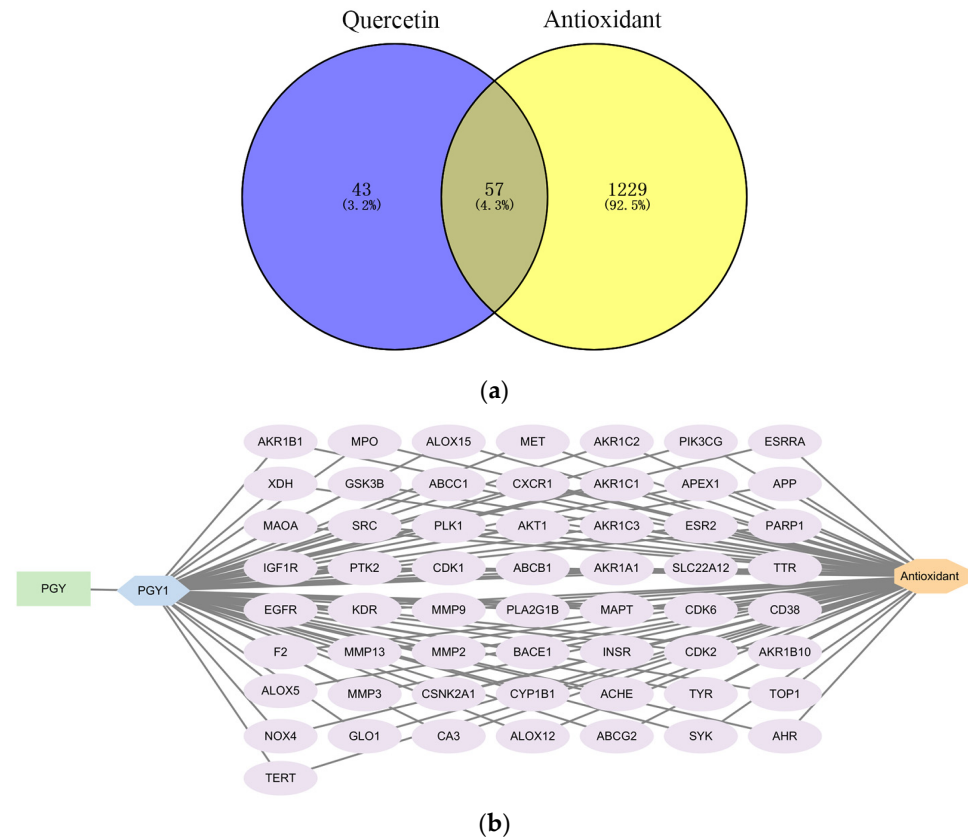 Quercetin Antioxidant
43 57 1229
(3.2%) (4.3%) (92.5%)
(a)
AKR1B1 MPO ALOX15 MET AKR1C2 PIK3CG ESRRA
XDH GSK3B ABCC1 CXCR1 AKR1C1 APEX1 APP
MAOA SRC PLK1 AKT1 AKR1C3 ESR2 PARP1
IGF1R PTK2 CDK1 ABCB1 AKR1A1 SLC22A12 TTR
PGY PGY1 Antioxidant
EGFR KDR MMP9 PLA2G1B MAPT CDK6 CD38
F2 MMP13 MMP2 BACE1 INSR CDK2 AKR1B10
ALOX5 MMP3 CSNK2A1 CYP1B1 ACHE TYR TOP1
NOX4 GLO1 CA3 ALOX12 ABCG2 SYK AHR
TERT
(b)